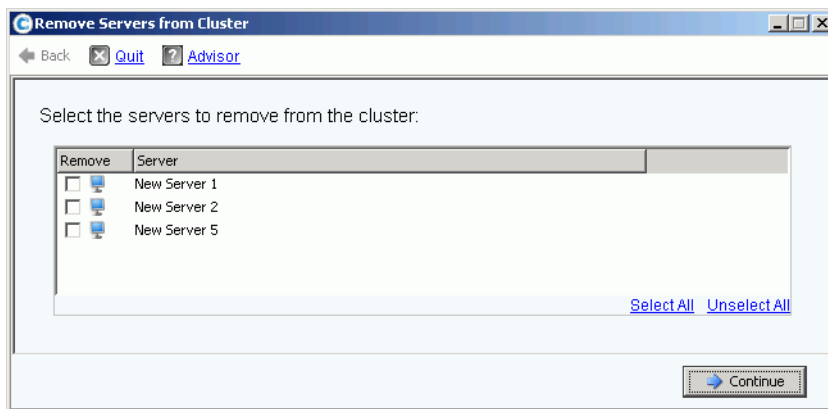 Remove Servers from Cluster
Back Quit Advisor
Select the servers to remove from the cluster:
Remove Server
New Server 1
New Server 2
New Server 5
Select All Unselect All
Continue